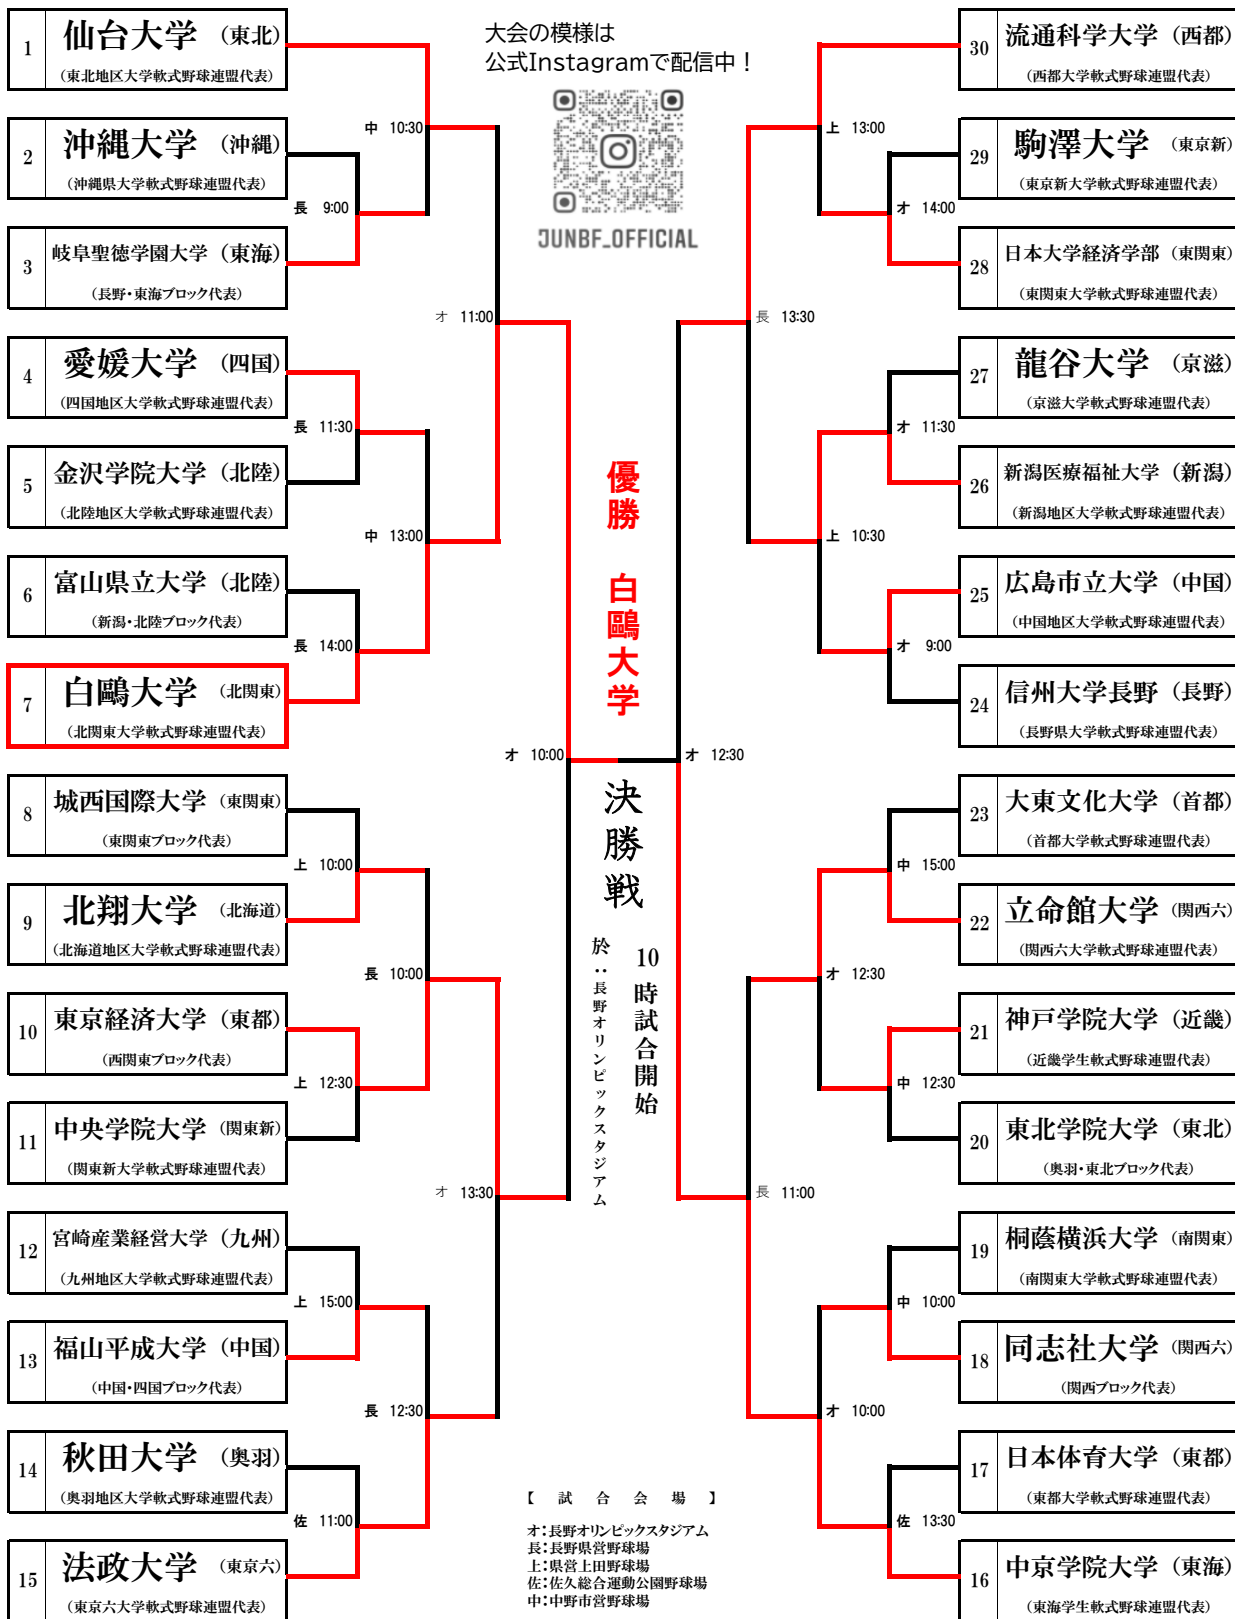 大会の模様は
公式Instagramで配信中！
JUNBF_OFFICIAL
1 仙台大学 （東北）
（東北地区大学軟式野球連盟代表）
2 沖縄大学 （沖縄）
（沖縄県大学軟式野球連盟代表）
3 岐阜聖徳学園大学 （東海）
（長野・東海ブロック代表）
4 愛媛大学 （四国）
（四国地区大学軟式野球連盟代表）
5 金沢学院大学 （北陸）
（北陸地区大学軟式野球連盟代表）
6 富山県立大学 （北陸）
（新潟・北陸ブロック代表）
7 白鷗大学 （北関東）
（北関東大学軟式野球連盟代表）
8 城西国際大学 （東関東）
（東関東ブロック代表）
9 北翔大学 （北海道）
（北海道地区大学軟式野球連盟代表）
10 東京経済大学 （東都）
（西関東ブロック代表）
11 中央学院大学 （関東新）
（関東新大学軟式野球連盟代表）
12 宮崎産業経営大学 （九州）
（九州地区大学軟式野球連盟代表）
13 福山平成大学 （中国）
（中国・四国ブロック代表）
14 秋田大学 （奥羽）
（奥羽地区大学軟式野球連盟代表）
15 法政大学 （東京六）
（東京六大学軟式野球連盟代表）
長 9:00
長 11:30
長 14:00
上 10:00
上 12:30
上 15:00
佐 11:00
中 10:30
中 13:00
長 10:00
長 12:30
オ 11:00
オ 13:30
オ 10:00
優勝 白鷗大学
決勝戦
10時試合開始
於：長野オリンピックスタジアム
オ 12:30
長 13:30
長 11:00
上 13:00
上 10:30
オ 12:30
オ 10:00
オ 14:00
オ 11:30
オ 9:00
中 15:00
中 12:30
中 10:00
佐 13:30
30 流通科学大学 （西都）
（西都大学軟式野球連盟代表）
29 駒澤大学 （東京新）
（東京新大学軟式野球連盟代表）
28 日本大学経済学部 （東関東）
（東関東大学軟式野球連盟代表）
27 龍谷大学 （京滋）
（京滋大学軟式野球連盟代表）
26 新潟医療福祉大学 （新潟）
（新潟地区大学軟式野球連盟代表）
25 広島市立大学 （中国）
（中国地区大学軟式野球連盟代表）
24 信州大学長野 （長野）
（長野県大学軟式野球連盟代表）
23 大東文化大学 （首都）
（首都大学軟式野球連盟代表）
22 立命館大学 （関西六）
（関西六大学軟式野球連盟代表）
21 神戸学院大学 （近畿）
（近畿学生軟式野球連盟代表）
20 東北学院大学 （東北）
（奥羽・東北ブロック代表）
19 桐蔭横浜大学 （南関東）
（南関東大学軟式野球連盟代表）
18 同志社大学 （関西六）
（関西ブロック代表）
17 日本体育大学 （東都）
（東都大学軟式野球連盟代表）
16 中京学院大学 （東海）
（東海学生軟式野球連盟代表）
【 試 合 会 場 】
オ：長野オリンピックスタジアム
長：長野県営野球場
上：県営上田野球場
佐：佐久総合運動公園野球場
中：中野市営野球場